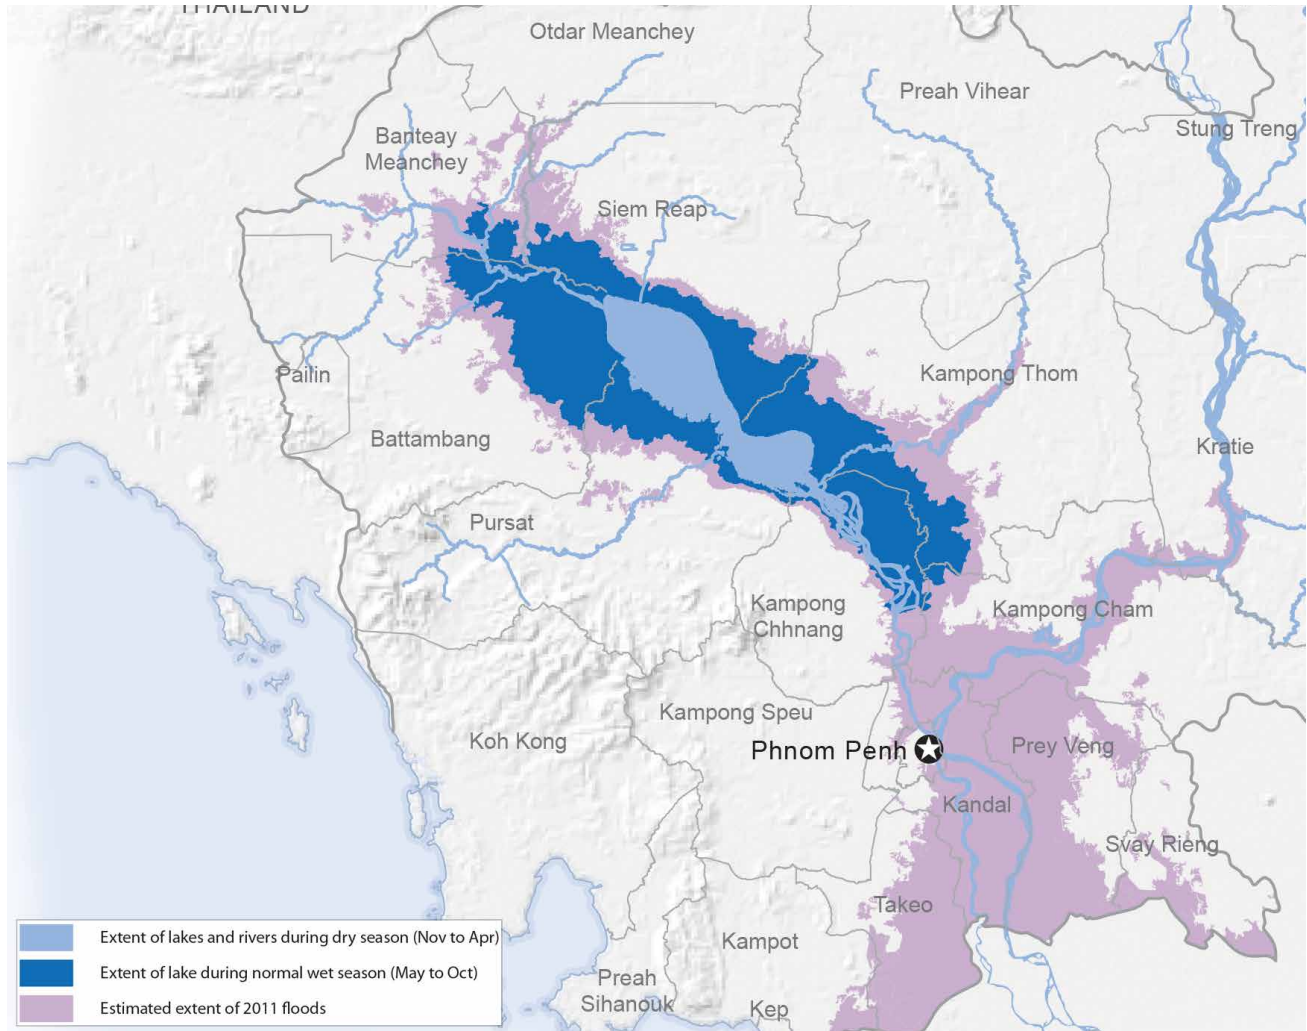 THAILAND
Otdar Meanchey
Preah Vihear
Stung Treng
Banteay
Meanchey
Siem Reap
Pailin
Kampong Thom
Battambang
Kratie
Pursat
Kampong
Chhnang
Kampong Cham
Kampong Speu
Koh Kong
Phnom Penh
Prey Veng
Kandal
Svay Rieng
Takeo
Kampot
Preah
Sihanouk
Kep
Extent of lakes and rivers during dry season (Nov to Apr)
Extent of lake during normal wet season (May to Oct)
Estimated extent of 2011 floods